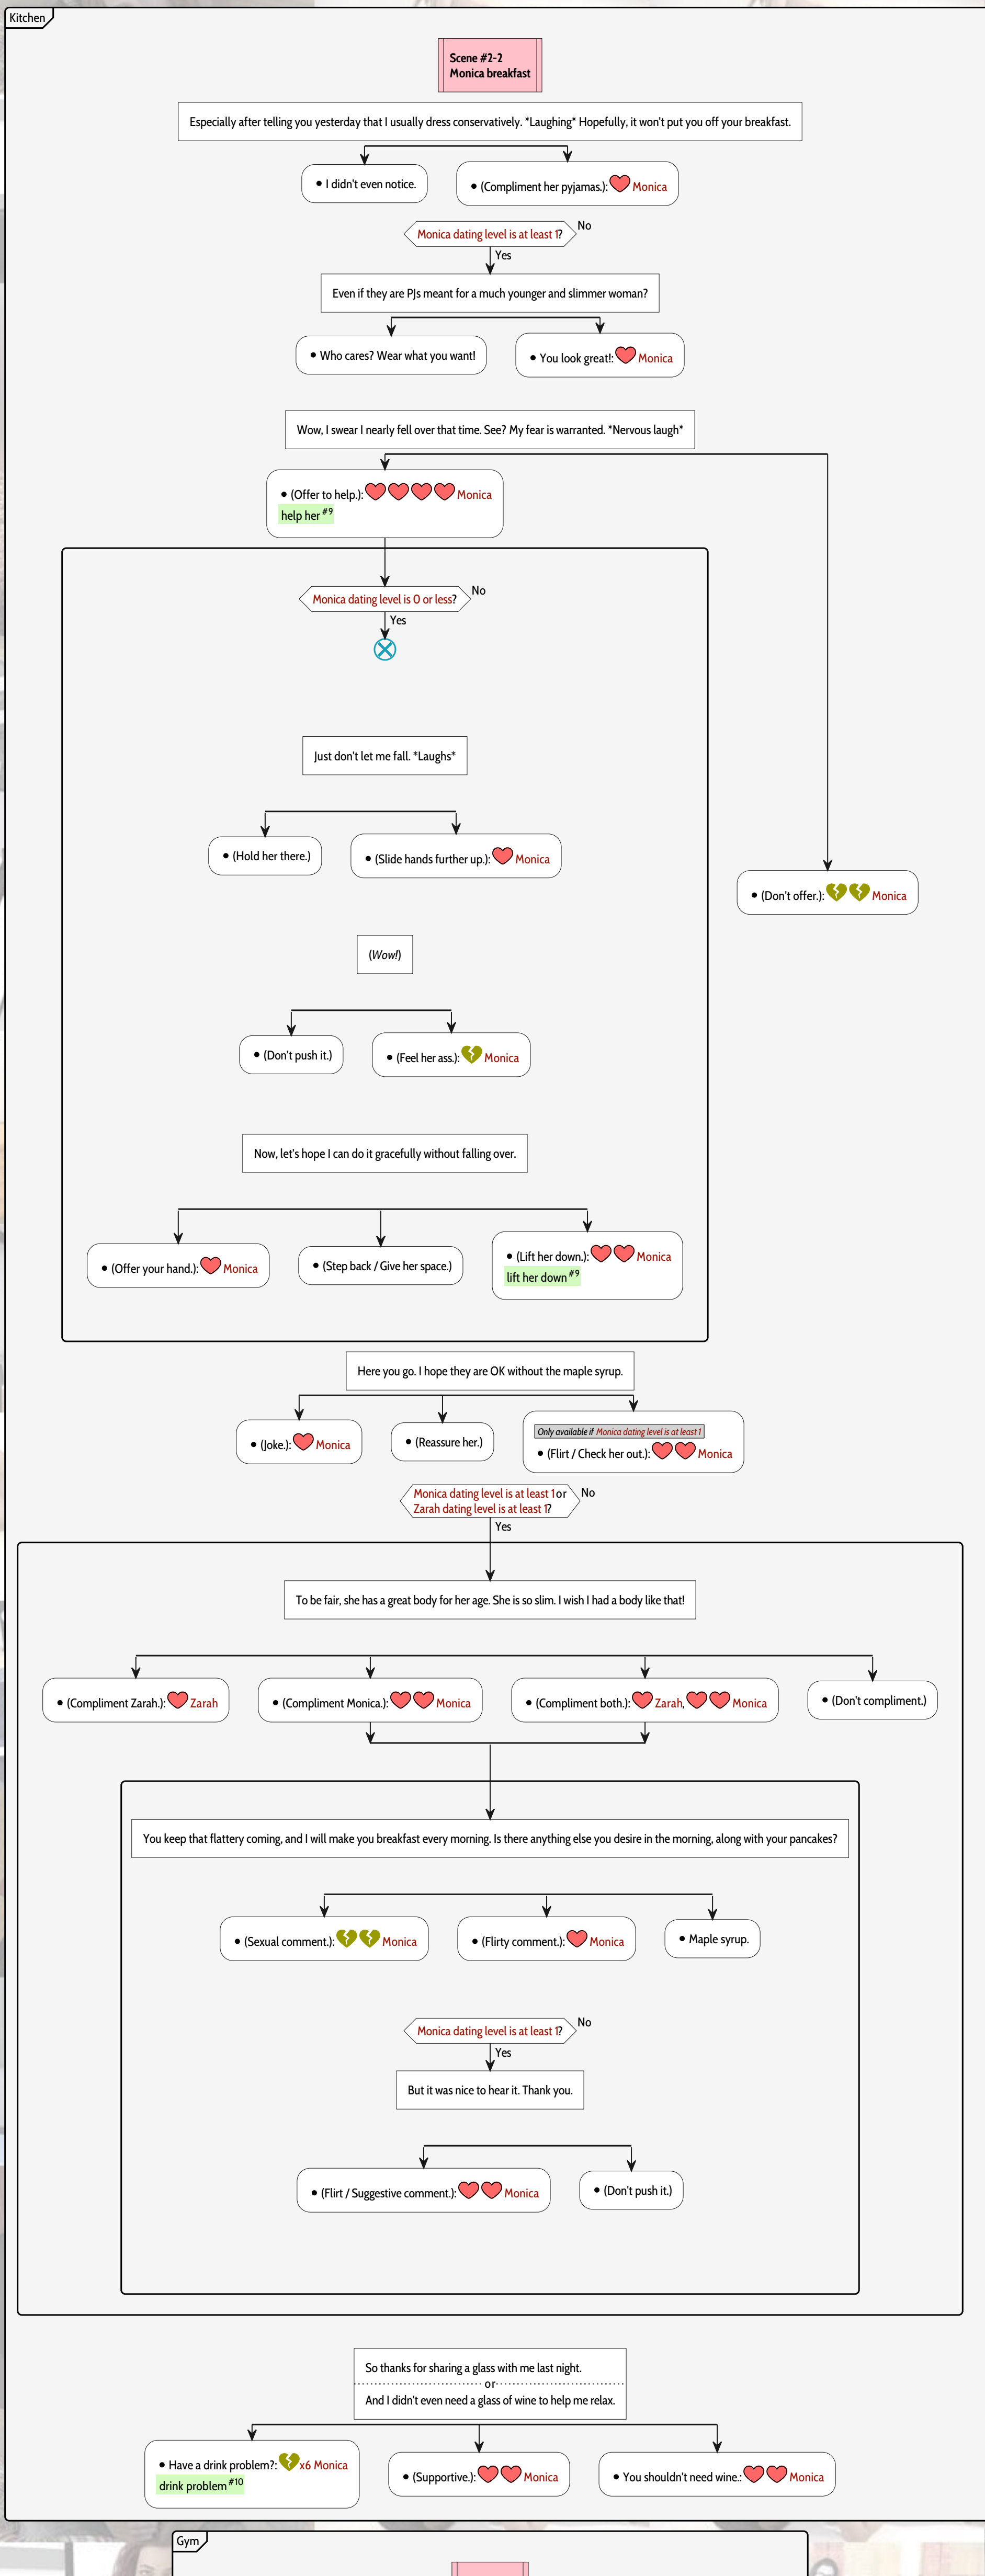 Kitchen
Scene #2-2
Monica breakfast
Especially after telling you yesterday that I usually dress conservatively. *Laughing* Hopefully, it won't put you off your breakfast.
• I didn't even notice.
• (Compliment her pyjamas.): Monica
Monica dating level is at least 1?
No
Yes
Even if they are PJs meant for a much younger and slimmer woman?
• Who cares? Wear what you want!
• You look great!: Monica
Wow, I swear I nearly fell over that time. See? My fear is warranted. *Nervous laugh*
• (Offer to help.): Monica
help her #9
Monica dating level is 0 or less?
No
Yes
Just don't let me fall. *Laughs*
• (Hold her there.)
• (Slide hands further up.): Monica
• (Don't offer.): Monica
(Wow!)
• (Don't push it.)
• (Feel her ass.): Monica
Now, let's hope I can do it gracefully without falling over.
• (Offer your hand.): Monica
• (Step back / Give her space.)
• (Lift her down.): Monica
lift her down #9
Here you go. I hope they are OK without the maple syrup.
• (Joke.): Monica
• (Reassure her.)
Only available if Monica dating level is at least 1
• (Flirt / Check her out.): Monica
Monica dating level is at least 1 or
Zarah dating level is at least 1?
No
Yes
To be fair, she has a great body for her age. She is so slim. I wish I had a body like that!
• (Compliment Zarah.): Zarah
• (Compliment Monica.): Monica
• (Compliment both.): Zarah, Monica
• (Don't compliment.)
You keep that flattery coming, and I will make you breakfast every morning. Is there anything else you desire in the morning, along with your pancakes?
• (Sexual comment.): Monica
• (Flirty comment.): Monica
• Maple syrup.
Monica dating level is at least 1?
No
Yes
But it was nice to hear it. Thank you.
• (Flirt / Suggestive comment.): Monica
• (Don't push it.)
So thanks for sharing a glass with me last night.
or
And I didn't even need a glass of wine to help me relax.
• Have a drink problem?: x6 Monica
drink problem #10
• (Supportive.): Monica
• You shouldn't need wine.: Monica
Gym